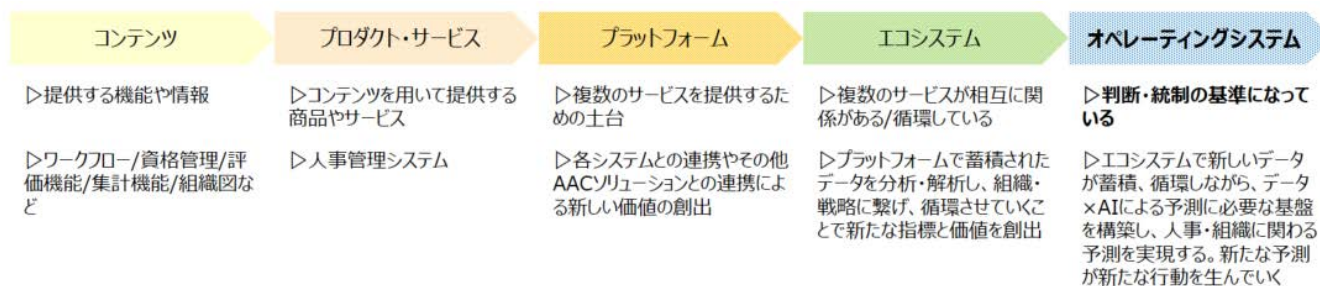 コンテンツ
プロダクト・サービス
プラットフォーム
エコシステム
オペレーティングシステム
▷提供する機能や情報
▷ワークフロー/資格管理/評
価機能/集計機能/組織図な
ど
▷コンテンツを用いて提供する
商品やサービス
▷人事管理システム
▷複数のサービスを提供するた
めの土台
▷各システムとの連携やその他
AACソリューションとの連携によ
る新しい価値の創出
▷複数のサービスが相互に関
係がある/循環している
▷プラットフォームで蓄積された
データを分析・解析し、組織・
戦略に繋げ、循環させていくこ
とで新たな指標と価値を創出
▷判断・統制の基準になって
いる
▷エコシステムで新しいデータ
が蓄積、循環しながら、データ
×AIによる予測に必要な基盤
を構築し、人事・組織に関わる
予測を実現する。新たな予測
が新たな行動を生んでいく